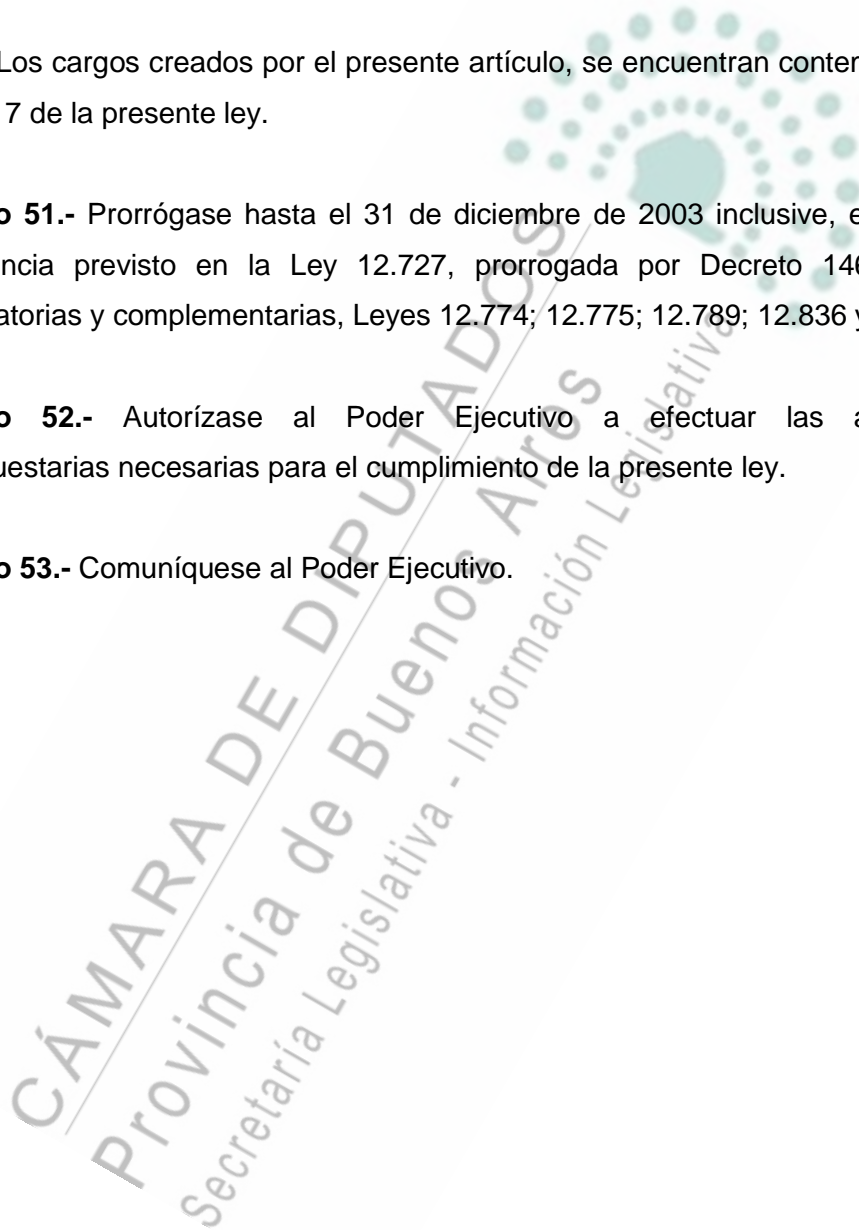 Los cargos creados por el presente artículo, se encuentran conten
7 de la presente ley.
o 51.- Prorrógase hasta el 31 de diciembre de 2003 inclusive, e
ncia previsto en la Ley 12.727, prorrogada por Decreto 146
atorias y complementarias, Leyes 12.774; 12.775; 12.789; 12.836 y
o 52.- Autorízase al Poder Ejecutivo a efectuar las a
uestarias necesarias para el cumplimiento de la presente ley.
o 53.- Comuníquese al Poder Ejecutivo.
CÁMARA DE DIPUTADOS
Provincia de Buenos Aires
Secretaría Legislativa - Información Legislativa